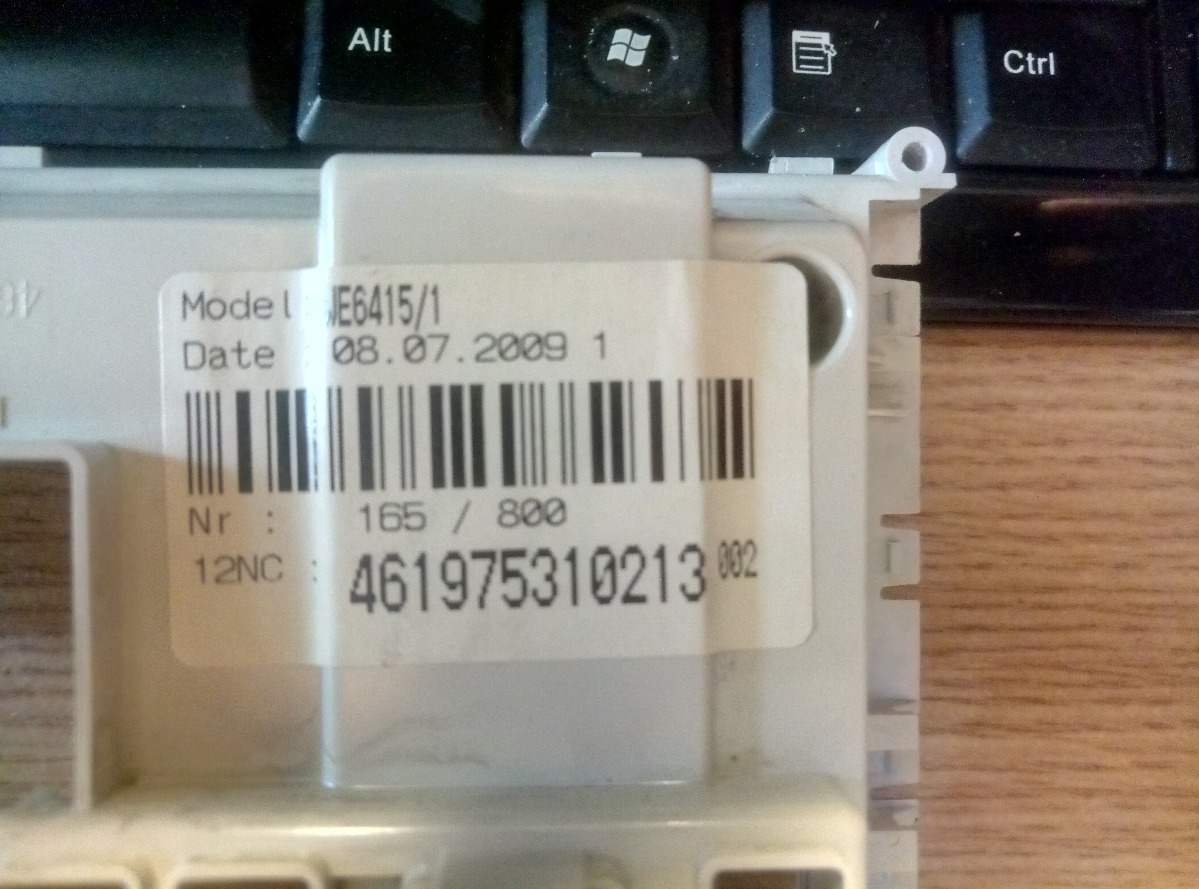 Alt
Ctrl
Model
Date 08.07.2009 1
Nr : 165 / 800
12NC : 461975310213 002